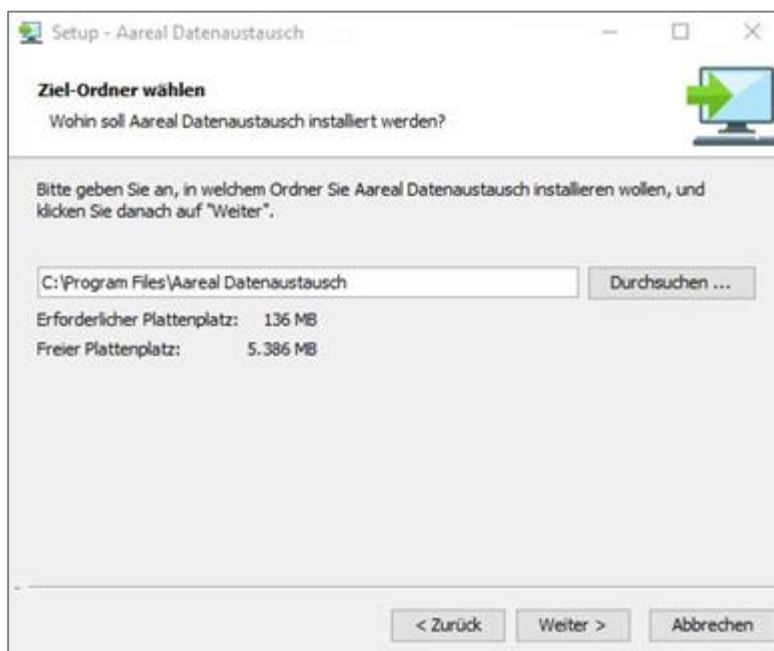 Setup - Aareal Datenaustausch
Ziel-Ordner wählen
Wohin soll Aareal Datenaustausch installiert werden?
Bitte geben Sie an, in welchem Ordner Sie Aareal Datenaustausch installieren wollen, und
klicken Sie danach auf "Weiter".
C:\Program Files\Aareal Datenaustausch
Durchsuchen ...
Erforderlicher Plattenplatz: 136 MB
Freier Plattenplatz: 5.386 MB
< Zurück Weiter > Abbrechen